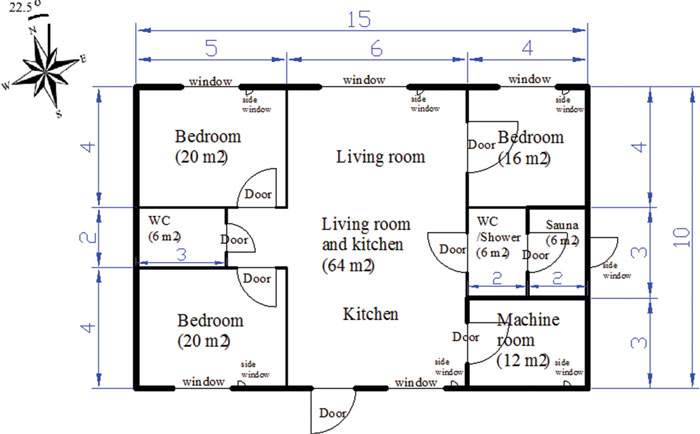 22.5°
N
E
W
S
15
5
6
4
window
window
window
side
window
side
window
side
window
Bedroom
(20 m2)
Living room
Door
Bedroom
(16 m2)
4
4
Door
10
WC
(6 m2)
Door
3
2
Living room
and kitchen
(64 m2)
Door
WC
/Shower
(6 m2)
2
Sauna
(6 m2)
Door
2
3
side
window
Door
Bedroom
(20 m2)
4
Kitchen
Door
Machine
room
(12 m2)
3
side
window
side
window
side
window
window
window
Door